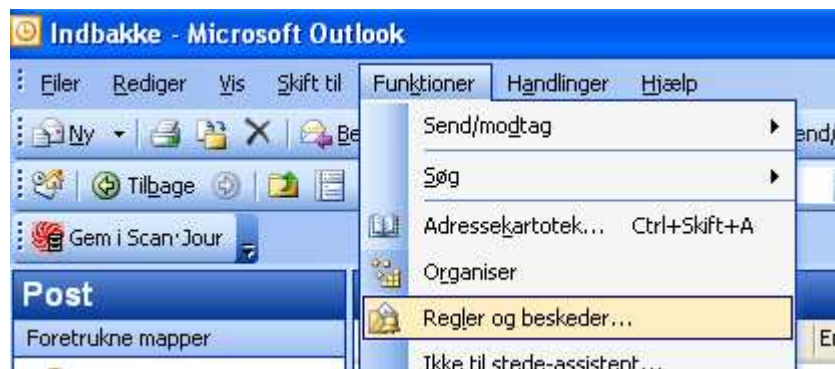 Indbakke - Microsoft Outlook
Filer Rediger Vis Skift til Funktioner Handlinger Hjælp
Ny
Send/modtag
Tilbage
Søg
Gem i Scan·Jour
Adressekartotek... Ctrl+Skift+A
Organiser
Post
Regler og beskeder...
Foretrukne mapper
Ikke til stede-assistent...